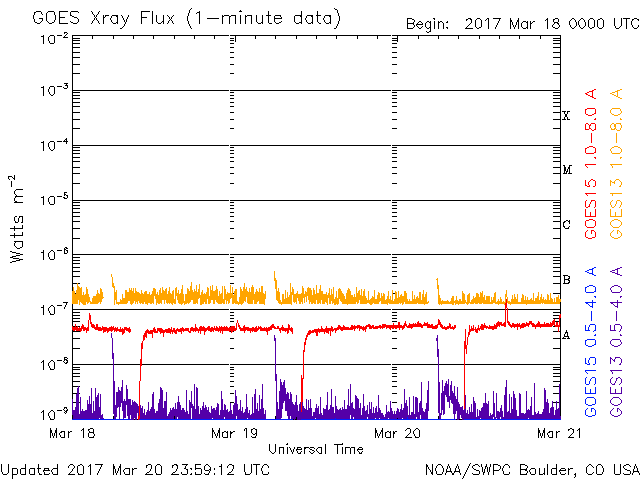 GOES Xray Flux (1-minute data)
Begin: 2017 Mar 18 0000 UTC
10⁻²
10⁻³
10⁻⁴
10⁻⁵
10⁻⁶
10⁻⁷
10⁻⁸
10⁻⁹
Watts m⁻²
X
M
C
B
A
GOES15 1.0-8.0 A
GOES13 1.0-8.0 A
GOES15 0.5-4.0 A
GOES13 0.5-4.0 A
Mar 18
Mar 19
Mar 20
Mar 21
Universal Time
Updated 2017 Mar 20 23:59:12 UTC
NOAA/SWPC Boulder, CO USA